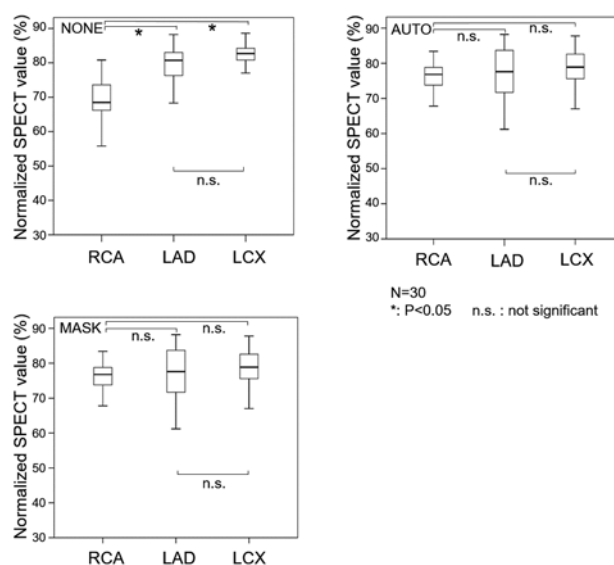 Normalized SPECT value (%)
90
80
70
60
50
40
30
NONE
*
*
n.s.
RCA
LAD
LCX
Normalized SPECT value (%)
90
80
70
60
50
40
30
AUTO
n.s.
n.s.
n.s.
RCA
LAD
LCX
N=30
*: P<0.05 n.s. : not significant
Normalized SPECT value (%)
90
80
70
60
50
40
30
MASK
n.s.
n.s.
n.s.
RCA
LAD
LCX